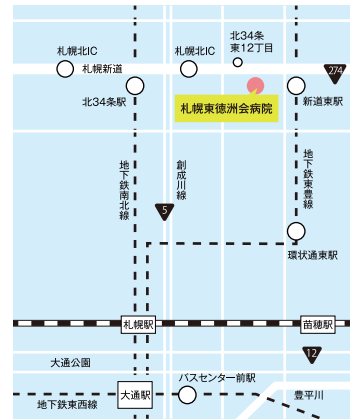 北34条
東12丁目
札幌北IC
札幌北IC
札幌新道
274
北34条駅
新道東駅
札幌東徳洲会病院
地下鉄南北線
創成川線
地下鉄東豊線
5
環状通東駅
札幌駅
苗穂駅
大通公園
12
バスセンター前駅
大通駅
地下鉄東西線
豊平川